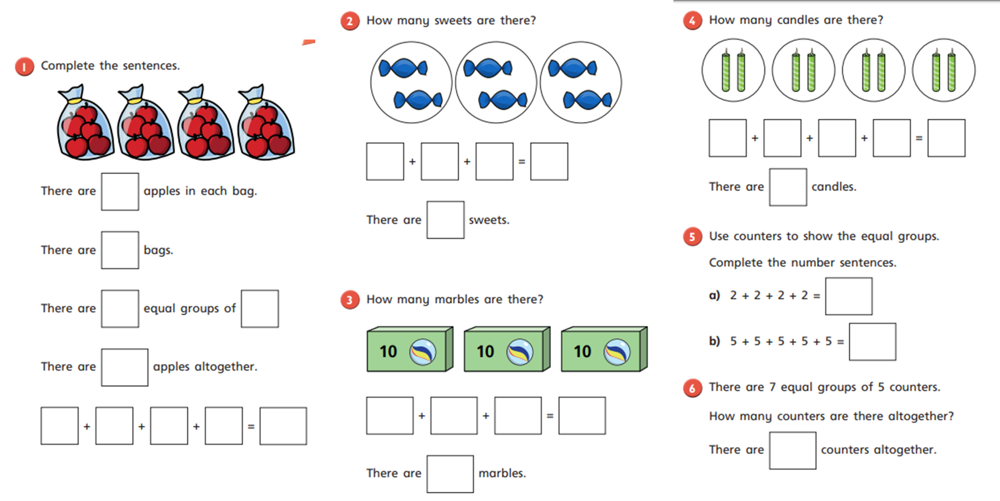 1 Complete the sentences.
There are apples in each bag.
There are bags.
There are equal groups of
There are apples altogether.
+ + + =
2 How many sweets are there?
+ + =
There are sweets.
3 How many marbles are there?
10 10 10
+ + =
There are marbles.
4 How many candles are there?
+ + + =
There are candles.
5 Use counters to show the equal groups.
Complete the number sentences.
a) 2 + 2 + 2 + 2 =
b) 5 + 5 + 5 + 5 + 5 =
6 There are 7 equal groups of 5 counters.
How many counters are there altogether?
There are counters altogether.